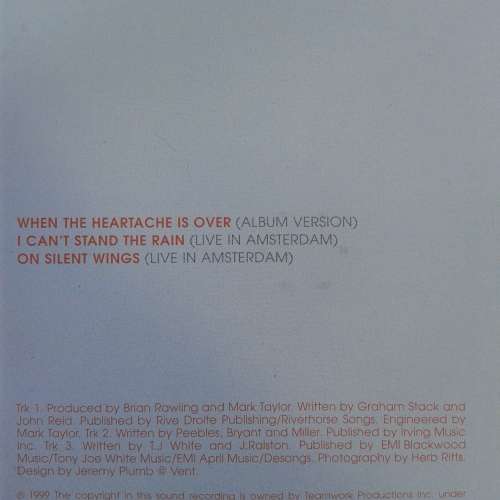 WHEN THE HEARTACHE IS OVER (ALBUM VERSION)
I CAN'T STAND THE RAIN (LIVE IN AMSTERDAM)
ON SILENT WINGS (LIVE IN AMSTERDAM)
Trk 1. Produced by Brian Rawling and Mark Taylor. Written by Graham Stack and
John Reid. Published by Rive Droite Publishing/Riverhorse Songs. Engineered by
Mark Taylor. Trk 2. Written by Peebles, Bryant and Miller. Published by Irving Music
Inc. Trk 3. Written by T.J White and J.Ralston. Published by EMI Blackwood
Music/Tony Joe White Music/EMI April Music/Desongs. Photography by Herb Ritts.
Design by Jeremy Plumb @ Vent.
℗ 1999 The copyright in this sound recording is owned by Teamwork Productions Inc. under